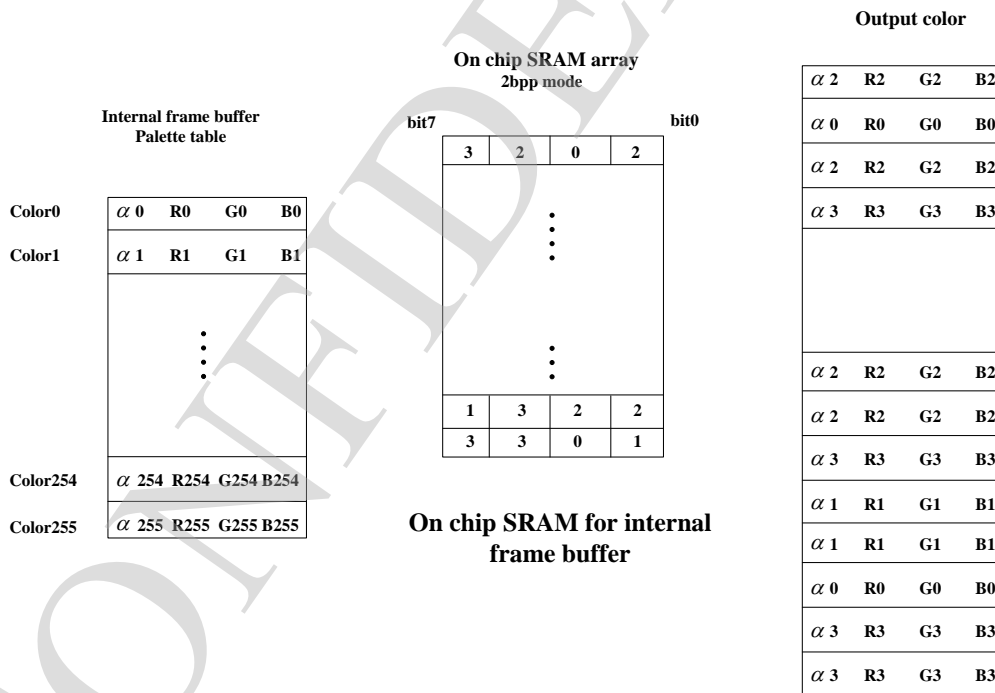 Output color
On chip SRAM array
2bpp mode
Internal frame buffer
Palette table
bit7
bit0
3 2 0 2
Color0
α 0 R0 G0 B0
Color1
α 1 R1 G1 B1
Color254
α 254 R254 G254 B254
Color255
α 255 R255 G255 B255
1 3 2 2
3 3 0 1
On chip SRAM for internal
frame buffer
α 2 R2 G2 B2
α 0 R0 G0 B0
α 2 R2 G2 B2
α 3 R3 G3 B3
α 2 R2 G2 B2
α 2 R2 G2 B2
α 3 R3 G3 B3
α 1 R1 G1 B1
α 1 R1 G1 B1
α 0 R0 G0 B0
α 3 R3 G3 B3
α 3 R3 G3 B3
ONFIDE